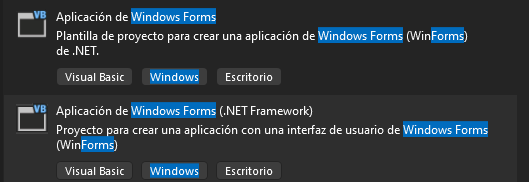 VB
Aplicación de Windows Forms
Plantilla de proyecto para crear una aplicación de Windows Forms (WinForms)
de .NET.
Visual Basic Windows Escritorio
VB
Aplicación de Windows Forms (.NET Framework)
Proyecto para crear una aplicación con una interfaz de usuario de Windows Forms
(WinForms)
Visual Basic Windows Escritorio